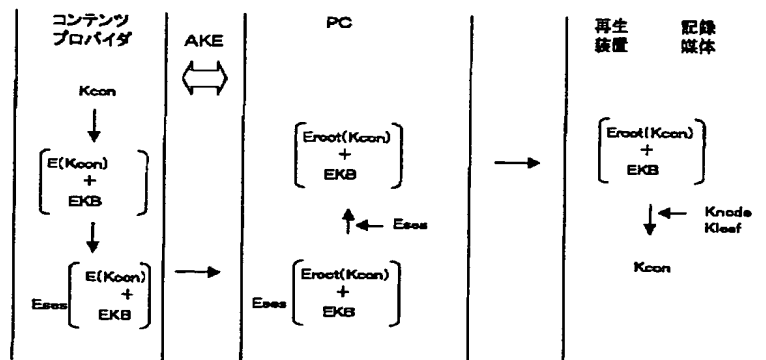 コンテンツ
プロバイダ
AKE
PC
再生
装置
記録
媒体
Kcon
E(Kcon)
+
EKB
Eses
E(Kcon)
+
EKB
Eroot(Kcon)
+
EKB
Eses
Eses
Eroot(Kcon)
+
EKB
Eroot(Kcon)
+
EKB
Knode
Kleaf
Kcon